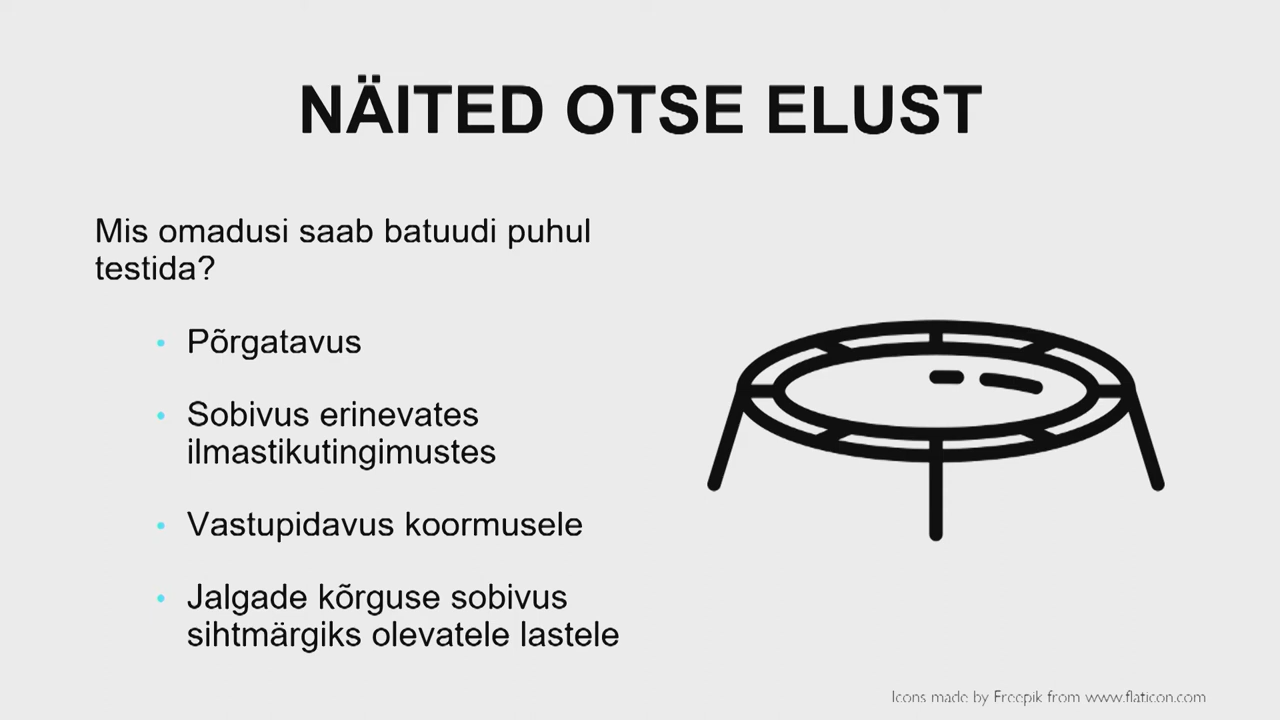 NÄITED OTSE ELUST
Mis omadusi saab batuudi puhul
testida?
• Põrgatavus
• Sobivus erinevates
ilmastikutingimustes
• Vastupidavus koormusele
• Jalgade kõrguse sobivus
sihtmärgiks olevatele lastele
Icons made by Freepik from www.flaticon.com